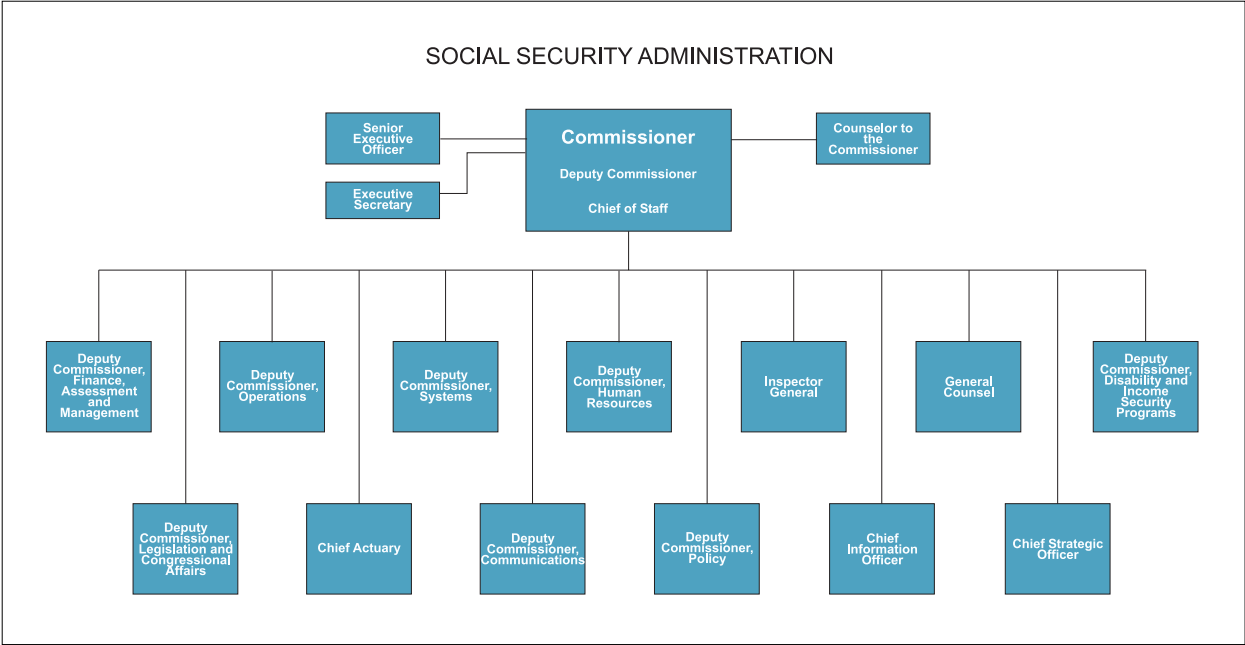 SOCIAL SECURITY ADMINISTRATION
Senior
Executive
Officer
Commissioner
Deputy Commissioner
Chief of Staff
Counselor to
the
Commissioner
Executive
Secretary
Deputy
Commissioner,
Finance,
Assessment
and
Management
Deputy
Commissioner,
Operations
Deputy
Commissioner,
Systems
Deputy
Commissioner,
Human
Resources
Inspector
General
General
Counsel
Deputy
Commissioner,
Disability and
Income
Security
Programs
Deputy
Commissioner,
Legislation and
Congressional
Affairs
Chief Actuary
Deputy
Commissioner,
Communications
Deputy
Commissioner,
Policy
Chief
Information
Officer
Chief Strategic
Officer